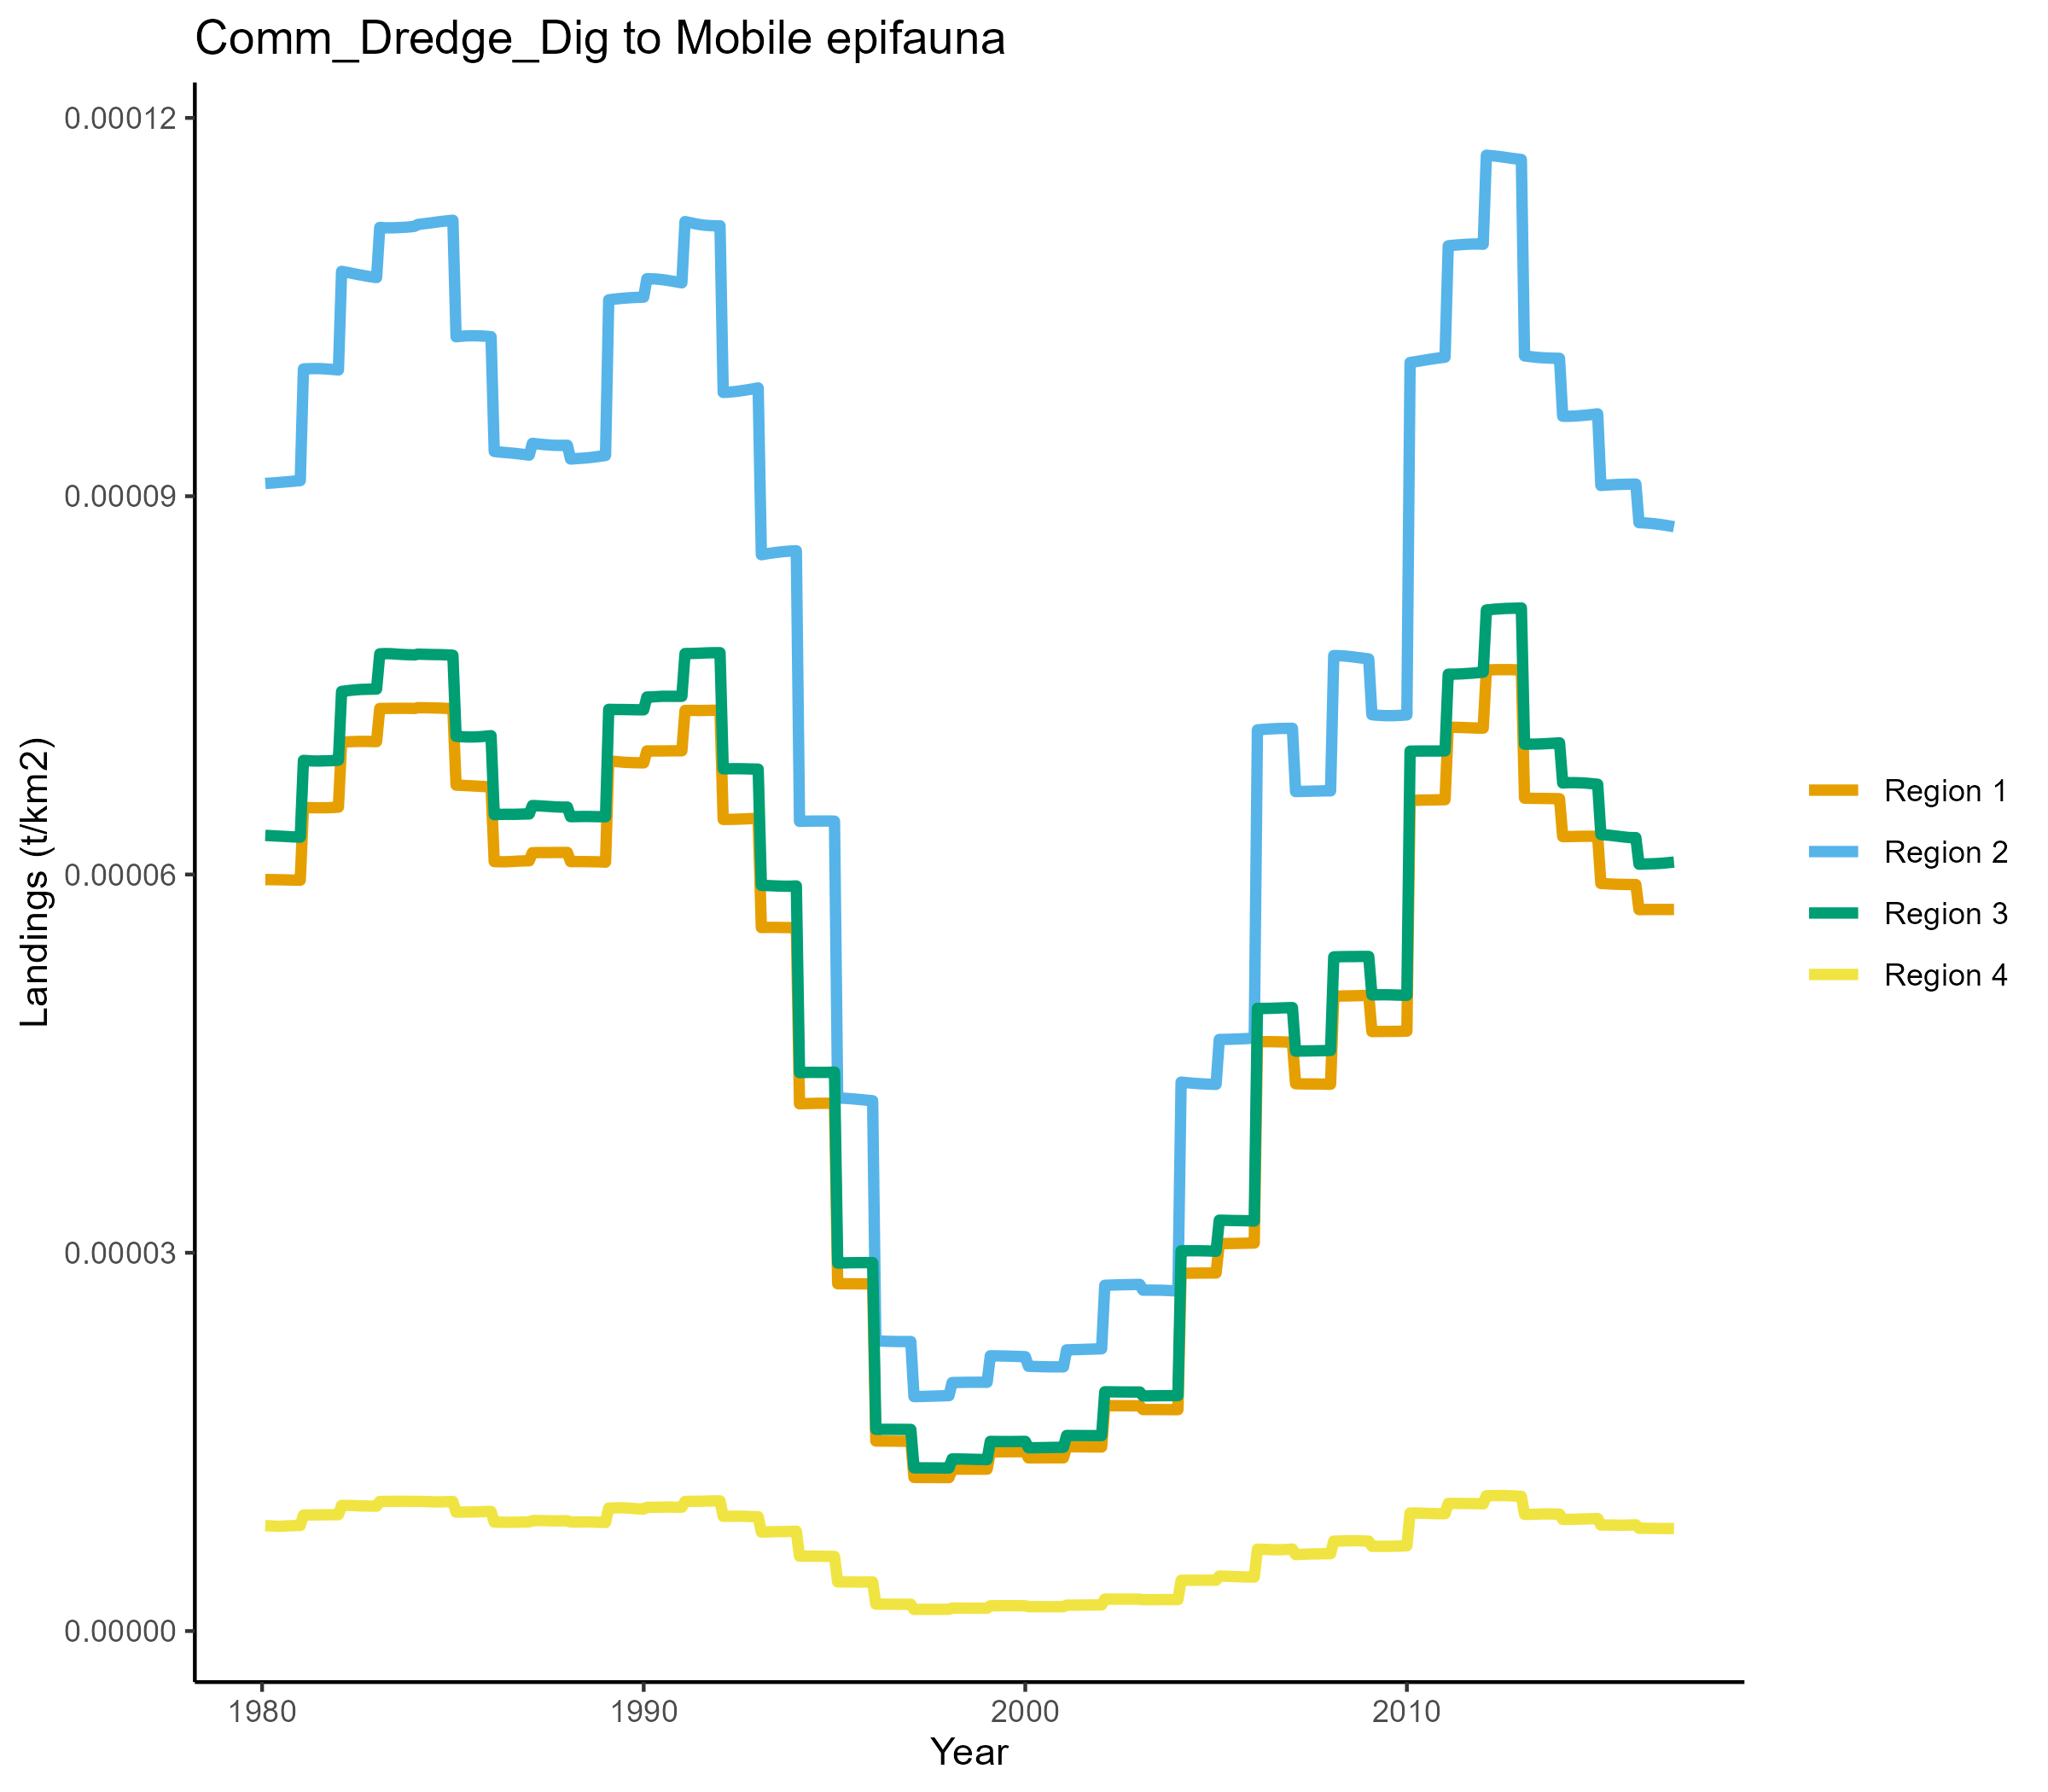 Comm_Dredge_Dig to Mobile epifauna
0.00012
0.00009
0.00006
0.00003
0.00000
Landings (t/km2)
1980
1990
2000
2010
Year
Region 1
Region 2
Region 3
Region 4